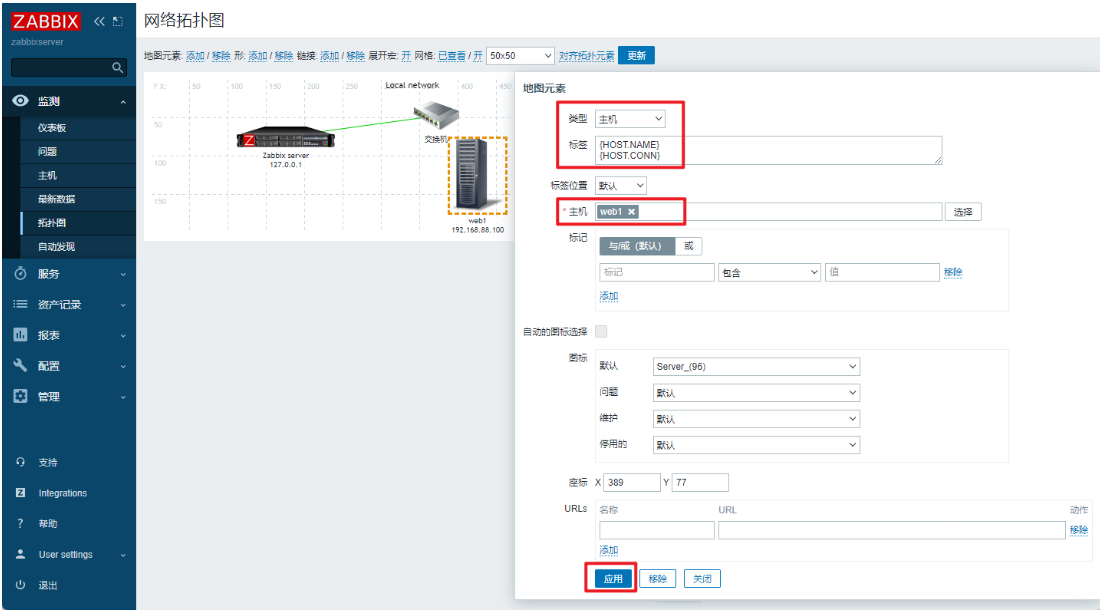 ZABBIX
zabbixserver
监测
仪表板
问题
主机
最新数据
拓扑图
自动发现
服务
资产记录
报表
配置
管理
支持
Integrations
帮助
User settings
退出
网络拓扑图
地图元素: 添加 / 移除 形: 添加 / 移除 链接: 添加 / 移除 展开宏: 开 网格: 已查看 / 开 50x50 对齐拓扑元素 更新
Y X: 50 100 150 200 250 400 450
50
100
150
Local network
交换机
Zabbix server
127.0.0.1
web1
192.168.88.100
地图元素
类型 主机
标签 {HOST.NAME}
{HOST.CONN}
标签位置 默认
* 主机 web1 选择
标记 与/或 (默认) 或
标记 包含 值 移除
添加
自动的图标选择
图标 默认 Server_(96)
问题 默认
维护 默认
停用的 默认
座标 X 389 Y 77
URLs 名称 URL 动作
移除
添加
应用 移除 关闭